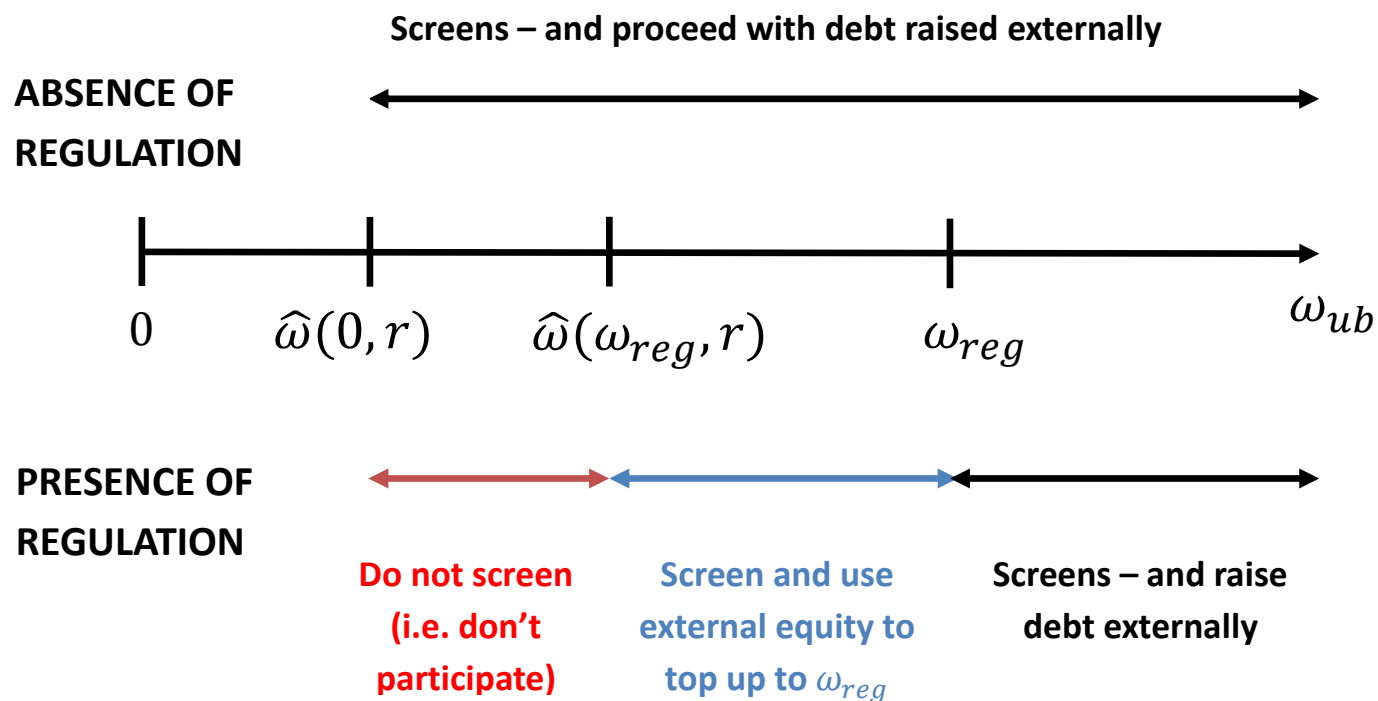 Screens – and proceed with debt raised externally
ABSENCE OF
REGULATION
0
ω̂(0, r)
ω̂(ω_reg, r)
ω_reg
ω_ub
PRESENCE OF
REGULATION
Do not screen
(i.e. don’t
participate)
Screen and use
external equity to
top up to ω_reg
Screens – and raise
debt externally